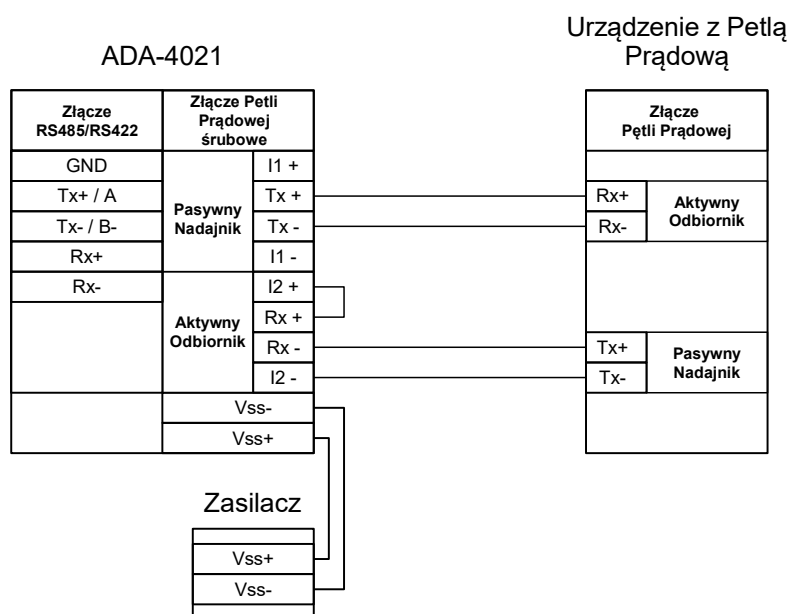 Urządzenie z Petlą
Prądową
ADA-4021
Złącze
RS485/RS422
Złącze Petli
Prądowej
śrubowe
GND
Tx+ / A
Tx- / B-
Rx+
Rx-
Pasywny
Nadajnik
I1 +
Tx +
Tx -
I1 -
Aktywny
Odbiornik
I2 +
Rx +
Rx -
I2 -
Vss-
Vss+
Złącze
Pętli Prądowej
Rx+
Rx-
Aktywny
Odbiornik
Tx+
Tx-
Pasywny
Nadajnik
Zasilacz
Vss+
Vss-